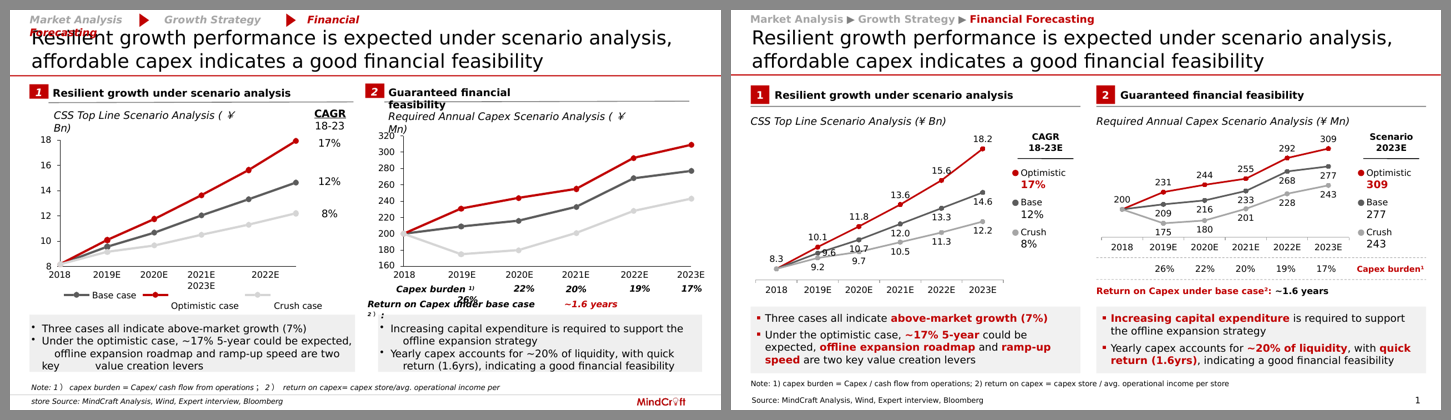 Market Analysis Growth Strategy Financial
Forecasting
Resilient growth performance is expected under scenario analysis,
affordable capex indicates a good financial feasibility
1 Resilient growth under scenario analysis
CSS Top Line Scenario Analysis ( ¥
Bn)
CAGR
18-23
18
16
14
12
10
8
17%
12%
8%
2018 2019E 2020E 2021E 2022E
2023E
Base case
Optimistic case Crush case
2 Guaranteed financial
feasibility
Required Annual Capex Scenario Analysis ( ¥
Mn)
320
300
280
260
240
220
200
180
160
2018 2019E 2020E 2021E 2022E 2023E
Capex burden 1) 22% 20% 19% 17%
26%
Return on Capex under base case ~1.6 years
2) :
• Three cases all indicate above-market growth (7%)
• Under the optimistic case, ~17% 5-year could be expected,
offline expansion roadmap and ramp-up speed are two
key value creation levers
• Increasing capital expenditure is required to support the
offline expansion strategy
• Yearly capex accounts for ~20% of liquidity, with quick
return (1.6yrs), indicating a good financial feasibility
Note: 1） capex burden = Capex/ cash flow from operations； 2） return on capex= capex store/avg. operational income per
store Source: MindCraft Analysis, Wind, Expert interview, Bloomberg
MindCraft
Market Analysis ▶ Growth Strategy ▶ Financial Forecasting
Resilient growth performance is expected under scenario analysis,
affordable capex indicates a good financial feasibility
1 Resilient growth under scenario analysis
CSS Top Line Scenario Analysis (¥ Bn)
18.2
15.6
13.6
11.8
10.1
8.3
14.6
13.3
12.0
10.7
9.6
12.2
11.3
10.5
9.7
9.2
2018 2019E 2020E 2021E 2022E 2023E
CAGR
18-23E
Optimistic
17%
Base
12%
Crush
8%
2 Guaranteed financial feasibility
Required Annual Capex Scenario Analysis (¥ Mn)
309
292
255
244
231
200
277
268
233
216
209
243
228
201
180
175
2018 2019E 2020E 2021E 2022E 2023E
Scenario
2023E
Optimistic
309
Base
277
Crush
243
26% 22% 20% 19% 17% Capex burden¹
Return on Capex under base case²: ~1.6 years
▪ Three cases all indicate above-market growth (7%)
▪ Under the optimistic case, ~17% 5-year could be
expected, offline expansion roadmap and ramp-up
speed are two key value creation levers
▪ Increasing capital expenditure is required to support
the offline expansion strategy
▪ Yearly capex accounts for ~20% of liquidity, with quick
return (1.6yrs), indicating a good financial feasibility
Note: 1) capex burden = Capex / cash flow from operations; 2) return on capex = capex store / avg. operational income per store
Source: MindCraft Analysis, Wind, Expert interview, Bloomberg
1